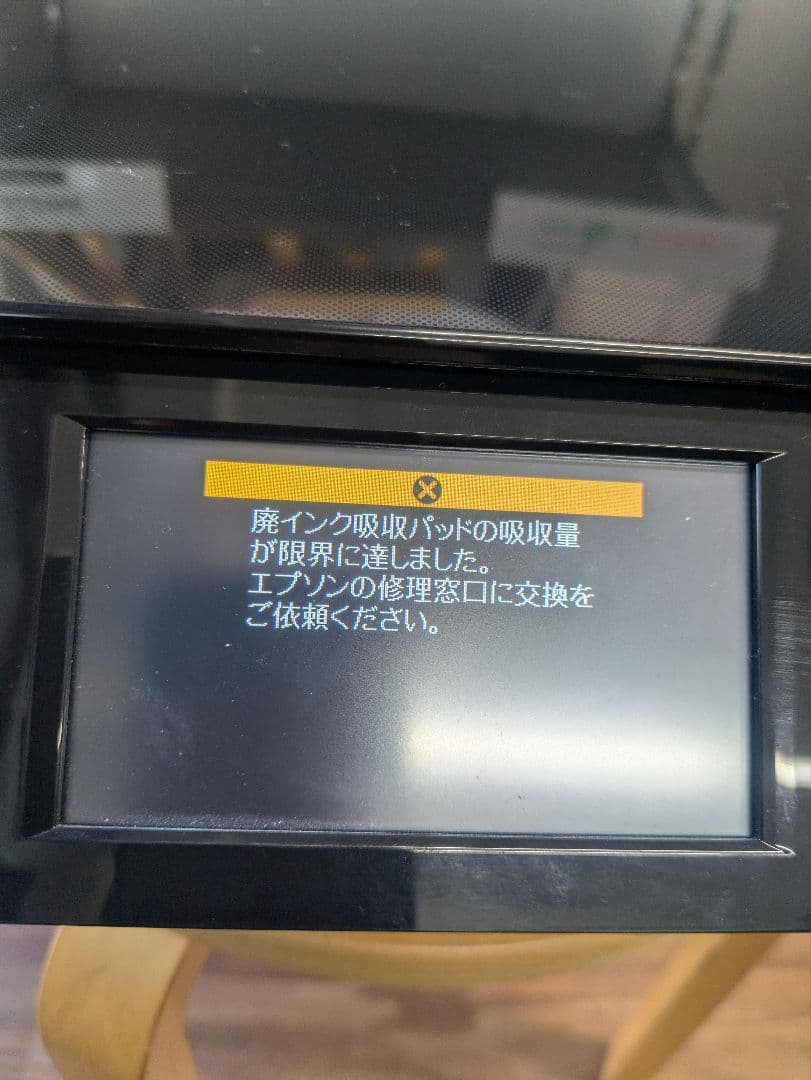 廃インク吸収パッドの吸収量
が限界に達しました。
エプソンの修理窓口に交換を
ご依頼ください。